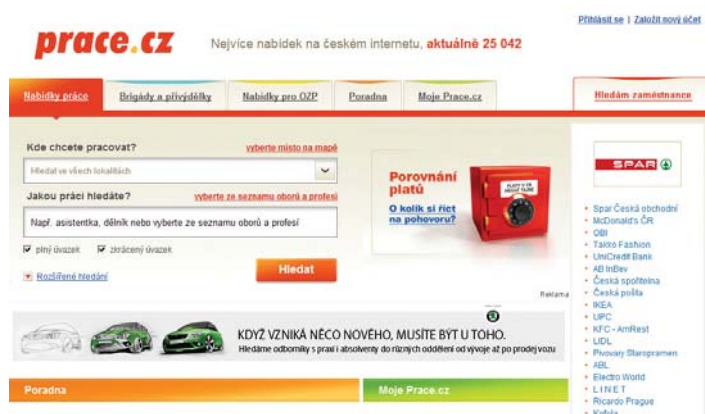 Přihlásit se | Založit nový účet
prace.cz
Nejvíce nabídek na českém internetu, aktuálně 25 042
Nabídky práce
Brigády a přivýdělky
Nabídky pro OZP
Poradna
Moje Prace.cz
Hledám zaměstnance
Kde chcete pracovat?
vyberte místo na mapě
Hledat ve všech lokalitách
Jakou práci hledáte?
vyberte ze seznamu oborů a profesí
Např. asistentka, dělník nebo vyberte ze seznamu oborů a profesí
plný úvazek
zkrácený úvazek
Rozšířené hledání
Hledat
Porovnání
platů
O kolik si říct
na pohovoru?
Reklama
SPAR
Spar Česká obchodní
McDonald's ČR
OBI
Takko Fashion
UniCredit Bank
AB InBev
Česká spořitelna
Česká pošta
IKEA
UPC
KFC - AmRest
LIDL
Pivovary Staropramen
ABL
Electro World
L I N E T
Ricardo Prague
Kofola
KDYŽ VZNIKÁ NĚCO NOVÉHO, MUSÍTE BÝT U TOHO.
Hledáme odborníky s praxí i absolventy do různých oddělení od vývoje až po prodej vozu
Poradna
Moje Prace.cz